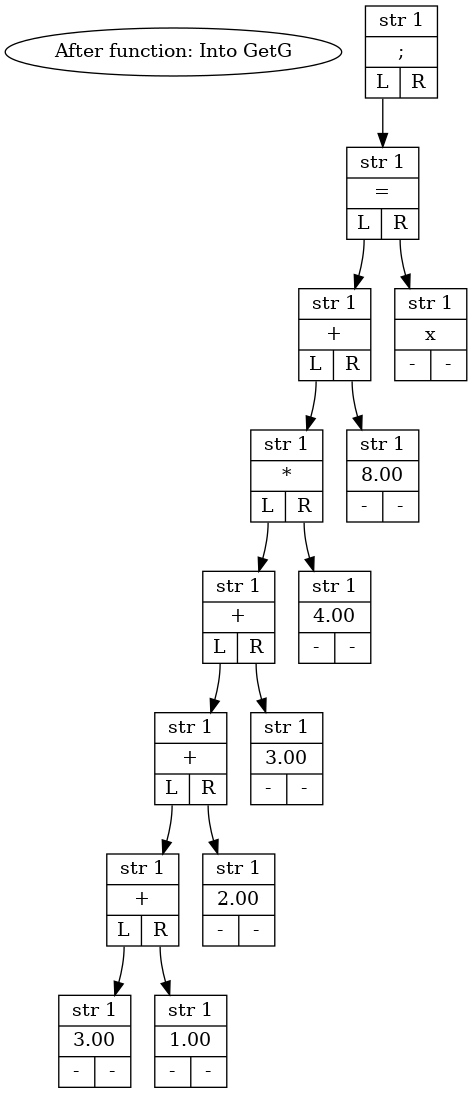 After function: Into GetG
str 1
;
L R
str 1
=
L R
str 1
+
L R
str 1
x
- -
str 1
*
L R
str 1
8.00
- -
str 1
+
L R
str 1
4.00
- -
str 1
+
L R
str 1
3.00
- -
str 1
+
L R
str 1
2.00
- -
str 1
3.00
- -
str 1
1.00
- -